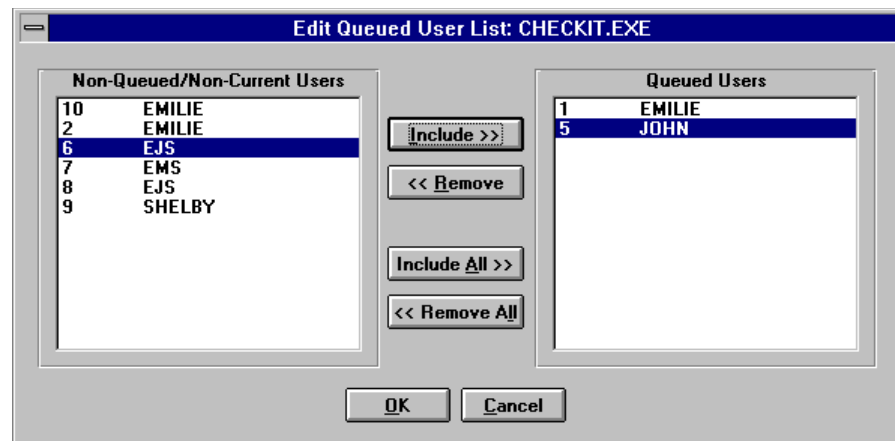 Edit Queued User List: CHECKIT.EXE
Non-Queued/Non-Current Users
10 EMILIE
2 EMILIE
6 EJS
7 EMS
8 EJS
9 SHELBY
Include >>
<< Remove
Include All >>
<< Remove All
Queued Users
1 EMILIE
5 JOHN
OK
Cancel